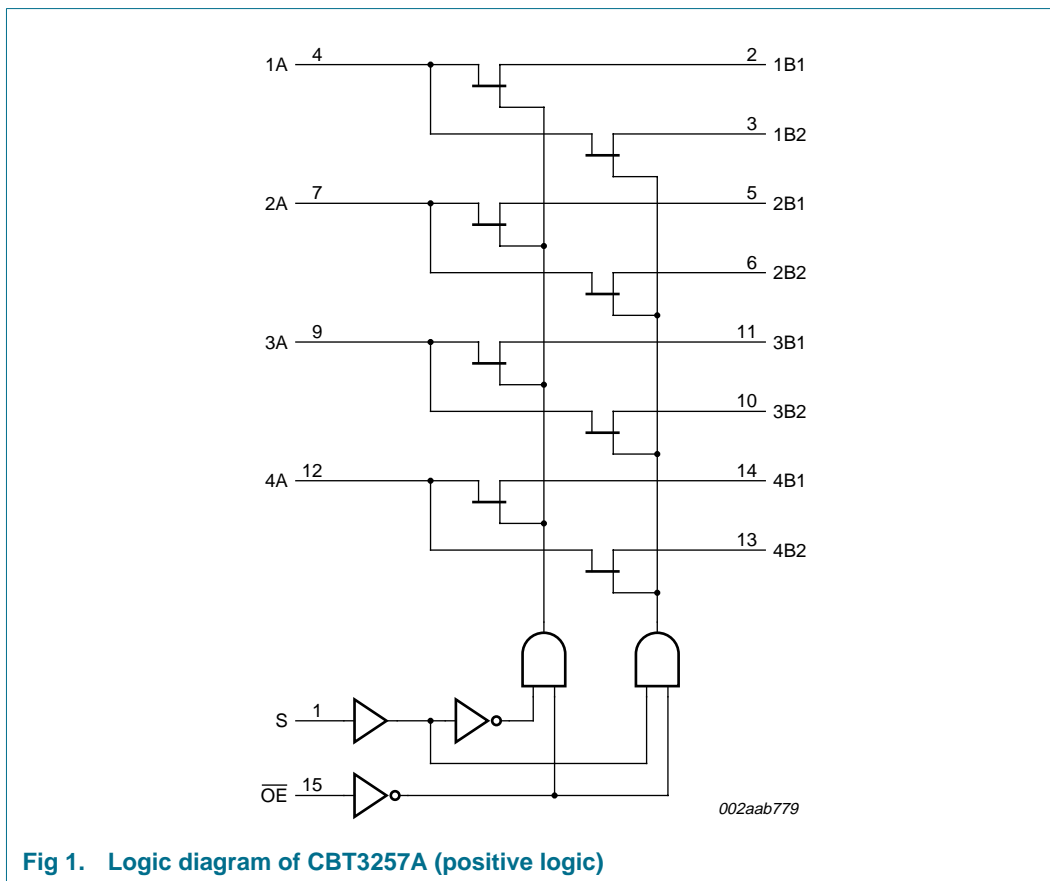 1A 4 2 1B1
3 1B2
2A 7 5 2B1
6 2B2
3A 9 11 3B1
10 3B2
4A 12 14 4B1
13 4B2
S 1
O̅E̅ 15
002aab779
Fig 1. Logic diagram of CBT3257A (positive logic)